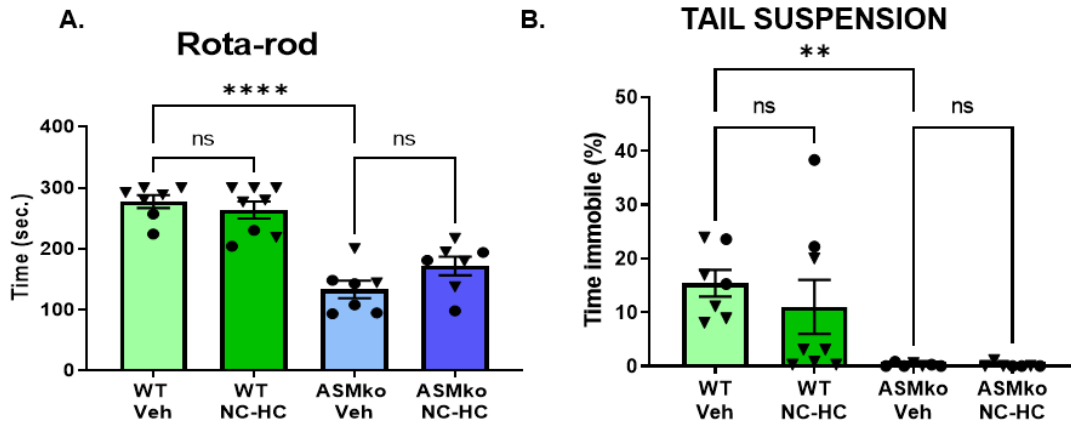 A.
Rota-rod
****
ns
ns
Time (sec.)
400
300
200
100
0
WT
Veh
WT
NC-HC
ASMko
Veh
ASMko
NC-HC
B.
TAIL SUSPENSION
**
ns
ns
Time immobile (%)
50
40
30
20
10
0
WT
Veh
WT
NC-HC
ASMko
Veh
ASMko
NC-HC